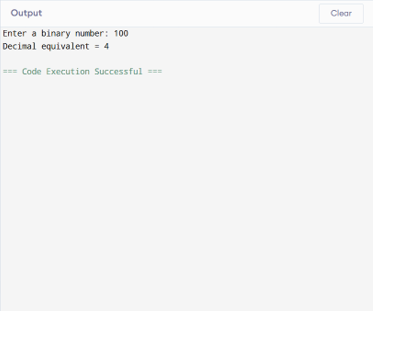 Output
Clear
Enter a binary number: 100
Decimal equivalent = 4
=== Code Execution Successful ===